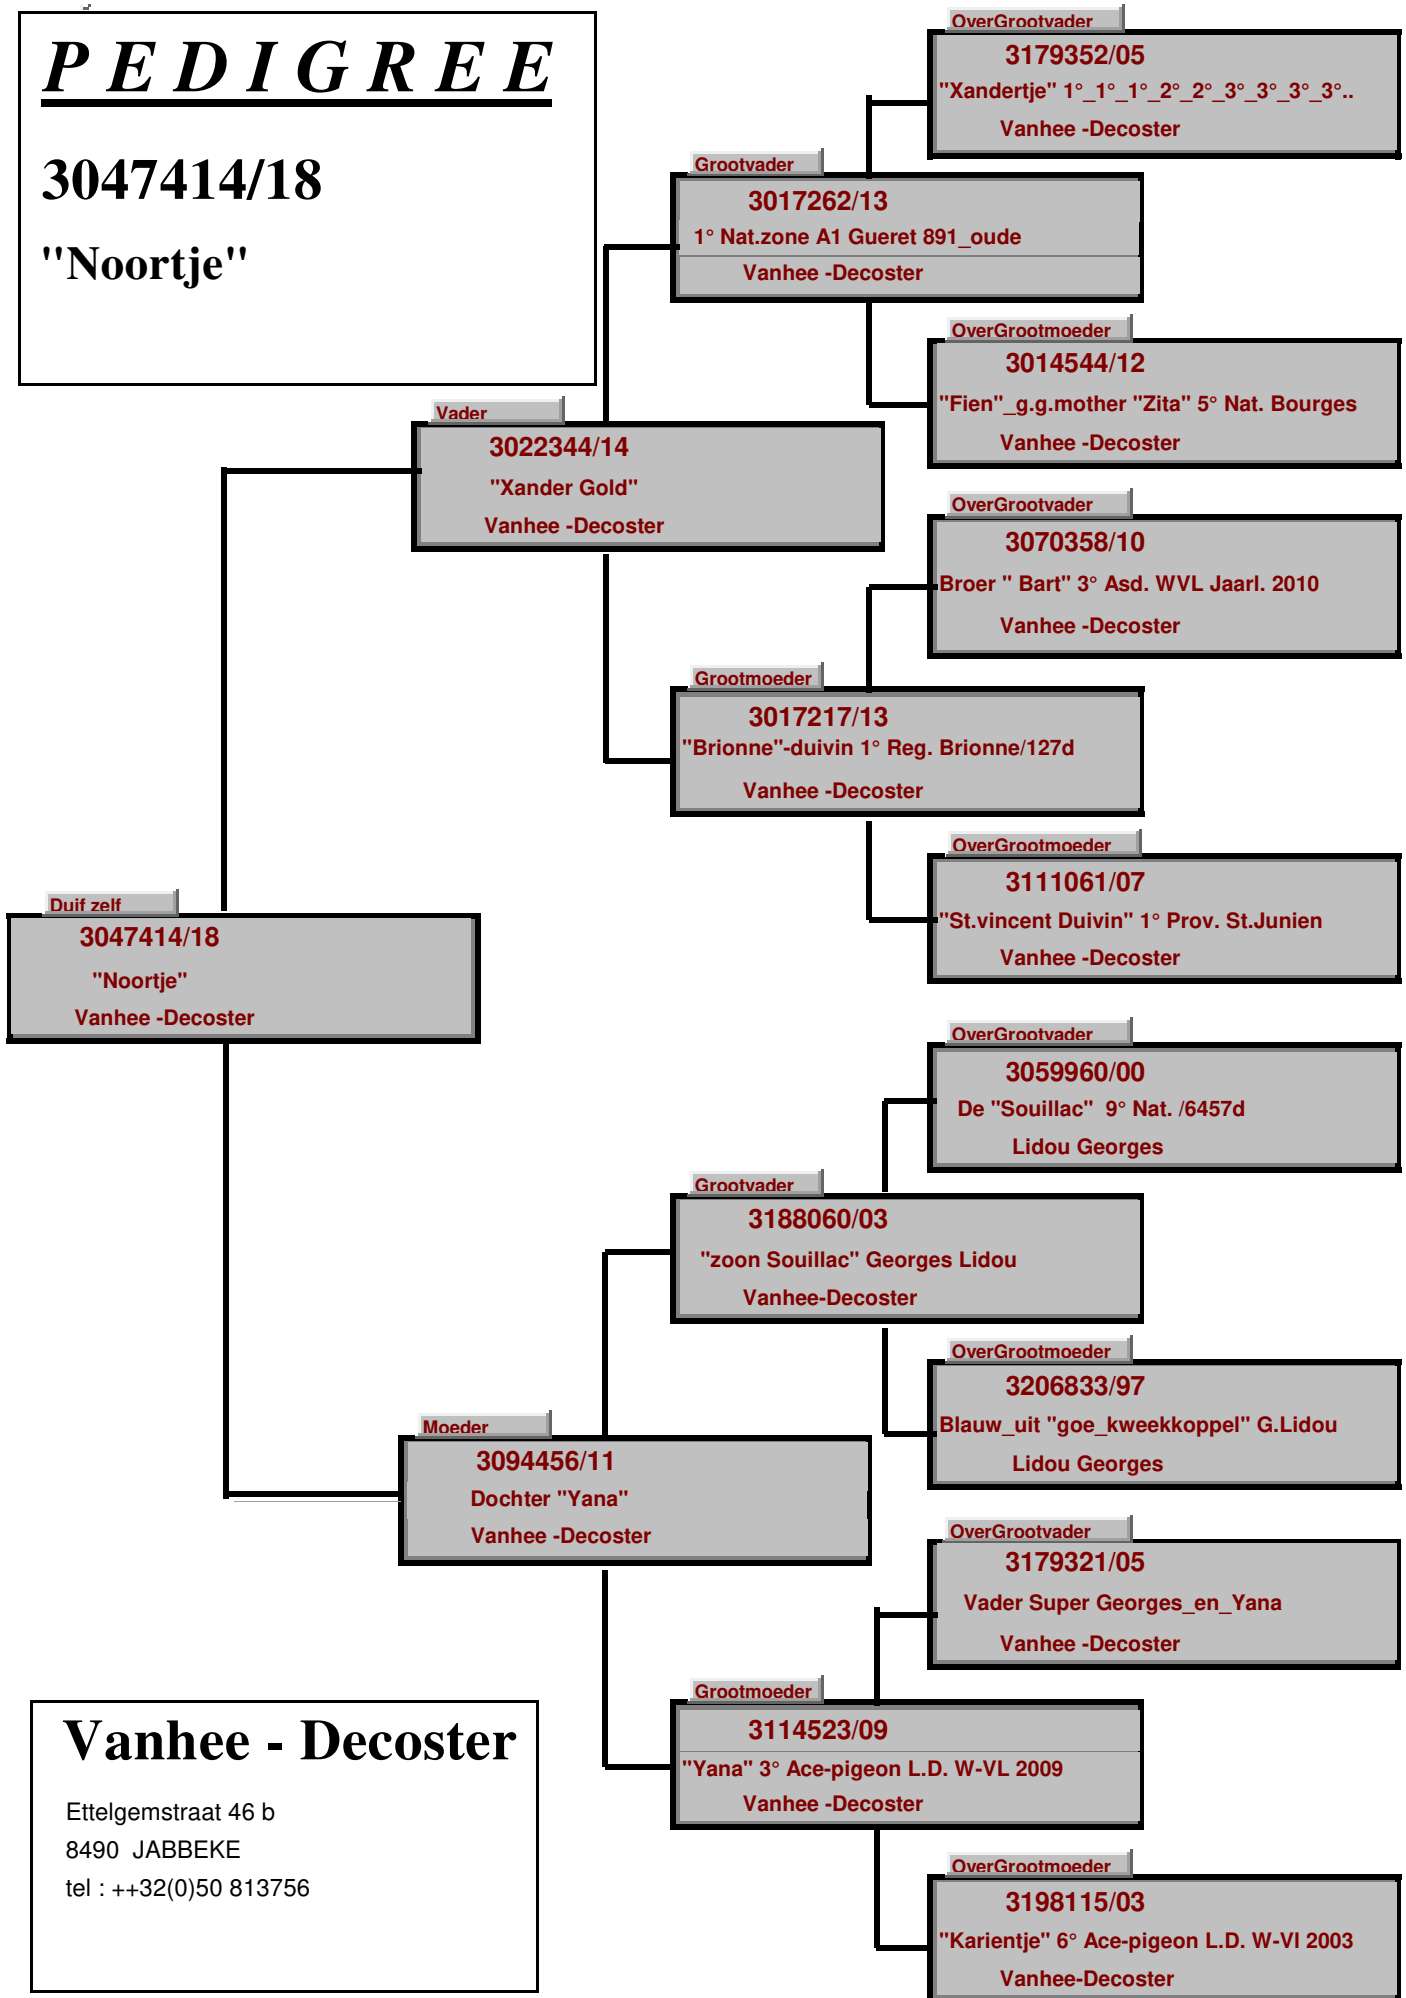 P E D I G R E E
3047414/18
"Noortje"
OverGrootvader
3179352/05
"Xandertje" 1°_1°_1°_2°_2°_3°_3°_3°_3°..
Vanhee -Decoster
Grootvader
3017262/13
1° Nat.zone A1 Gueret 891_oude
Vanhee -Decoster
OverGrootmoeder
3014544/12
"Fien"_g.g.mother "Zita" 5° Nat. Bourges
Vanhee -Decoster
Vader
3022344/14
"Xander Gold"
Vanhee -Decoster
OverGrootvader
3070358/10
Broer " Bart" 3° Asd. WVL Jaarl. 2010
Vanhee -Decoster
Grootmoeder
3017217/13
"Brionne"-duivin 1° Reg. Brionne/127d
Vanhee -Decoster
OverGrootmoeder
3111061/07
"St.vincent Duivin" 1° Prov. St.Junien
Vanhee -Decoster
Duif zelf
3047414/18
"Noortje"
Vanhee -Decoster
OverGrootvader
3059960/00
De "Souillac"  9° Nat. /6457d
Lidou Georges
Grootvader
3188060/03
"zoon Souillac" Georges Lidou
Vanhee-Decoster
OverGrootmoeder
3206833/97
Blauw_uit "goe_kweekkoppel" G.Lidou
Lidou Georges
Moeder
3094456/11
Dochter "Yana"
Vanhee -Decoster
OverGrootvader
3179321/05
Vader Super Georges_en_Yana
Vanhee -Decoster
Grootmoeder
3114523/09
"Yana" 3° Ace-pigeon L.D. W-VL 2009
Vanhee -Decoster
OverGrootmoeder
3198115/03
"Karientje" 6° Ace-pigeon L.D. W-Vl 2003
Vanhee-Decoster
Vanhee - Decoster
Ettelgemstraat 46 b
8490  JABBEKE
tel : ++32(0)50 813756